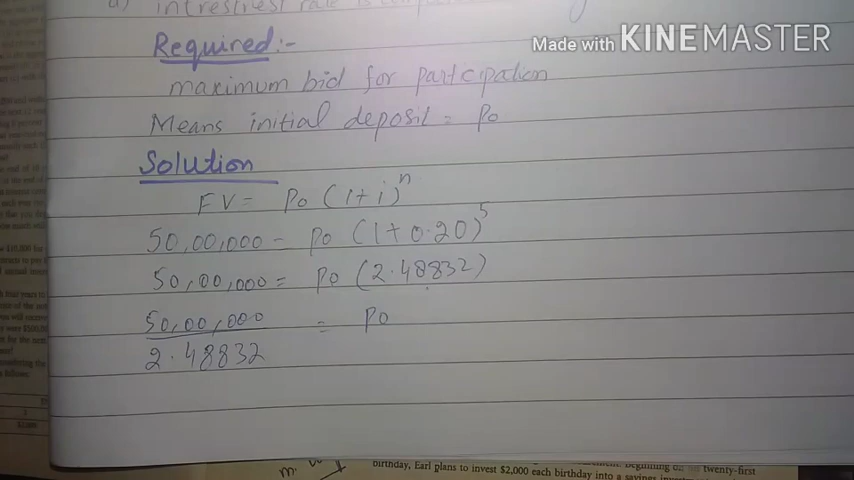 Required:-
Made with KINEMASTER
maximum bid for participation
Means initial deposit = Po
Solution
FV = Po (1+i)^n
50,00,000 = Po (1+0.20)^5
50,00,000 = Po (2.48832)
50,00,000 = Po
2.48832
birthday, Earl plans to invest $2,000 each birthday into a savings